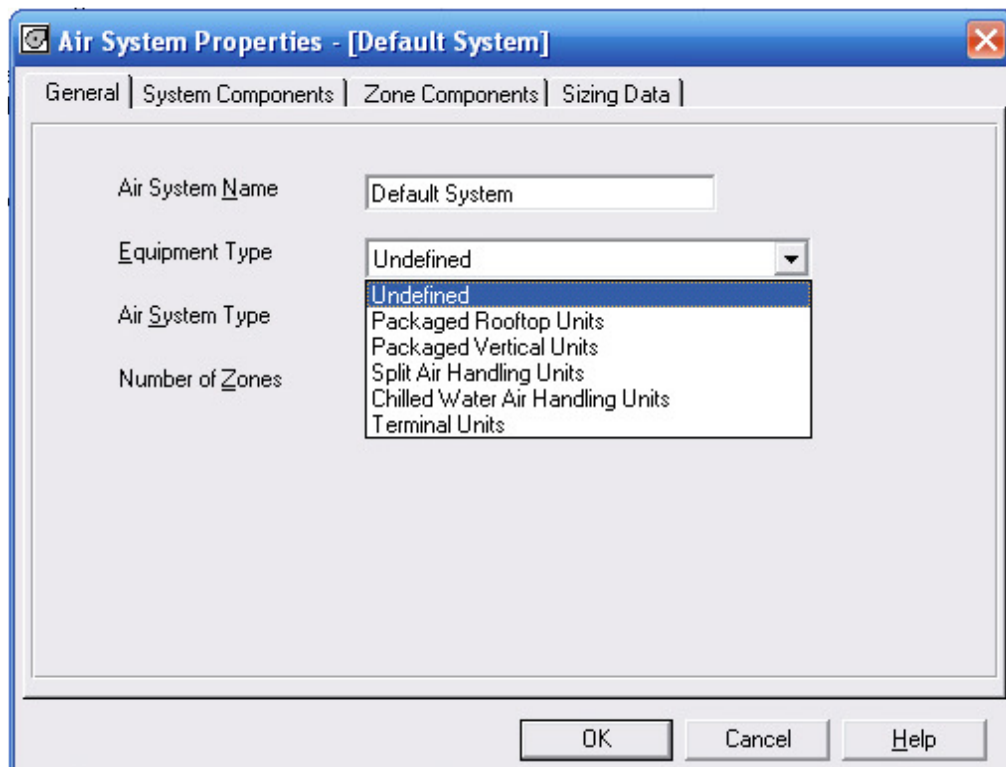 Air System Properties - [Default System]
General System Components Zone Components Sizing Data
Air System Name Default System
Equipment Type Undefined
Undefined
Air System Type
Packaged Rooftop Units
Packaged Vertical Units
Number of Zones Split Air Handling Units
Chilled Water Air Handling Units
Terminal Units
OK Cancel Help